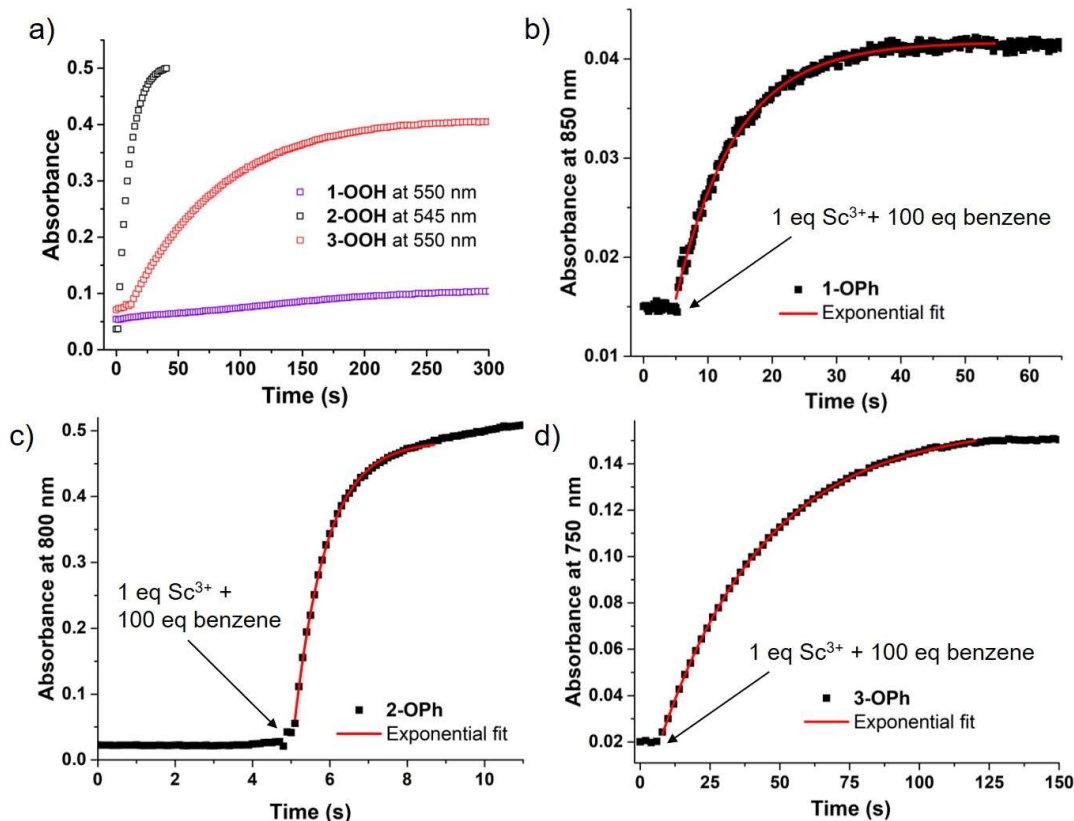 a)
Absorbance
0.5
0.4
0.3
0.2
0.1
0.0
1-OOH at 550 nm
2-OOH at 545 nm
3-OOH at 550 nm
0 50 100 150 200 250 300
Time (s)
b)
Absorbance at 850 nm
0.04
0.03
0.02
0.01
1 eq Sc³⁺+ 100 eq benzene
1-OPh
Exponential fit
0 10 20 30 40 50 60
Time (s)
c)
Absorbance at 800 nm
0.5
0.4
0.3
0.2
0.1
0.0
1 eq Sc³⁺ +
100 eq benzene
2-OPh
Exponential fit
0 2 4 6 8 10
Time (s)
d)
Absorbance at 750 nm
0.14
0.12
0.10
0.08
0.06
0.04
0.02
1 eq Sc³⁺ + 100 eq benzene
3-OPh
Exponential fit
0 25 50 75 100 125 150
Time (s)